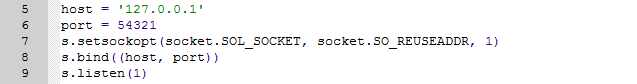 5 host = '127.0.0.1'
6 port = 54321
7 s.setsockopt(socket.SOL_SOCKET, socket.SO_REUSEADDR, 1)
8 s.bind((host, port))
9 s.listen(1)